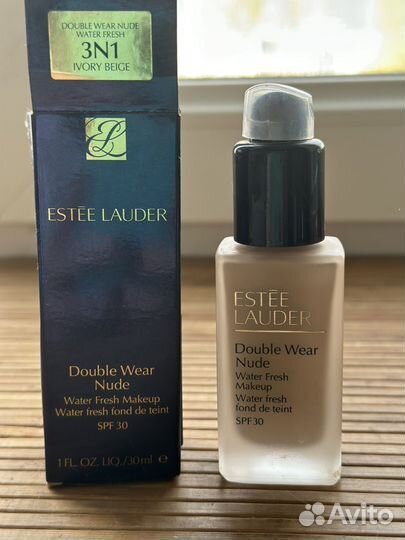 DOUBLE WEAR NUDE
WATER FRESH
3N1
IVORY BEIGE
ESTĒE LAUDER
Double Wear
Nude
Water Fresh Makeup
Water fresh fond de teint
SPF 30
1 FL. OZ. LIQ./30 ml. e
ESTĒE
LAUDER
Double Wear
Nude
Water Fresh
Makeup
Water fresh
fond de teint
SPF 30
Avito